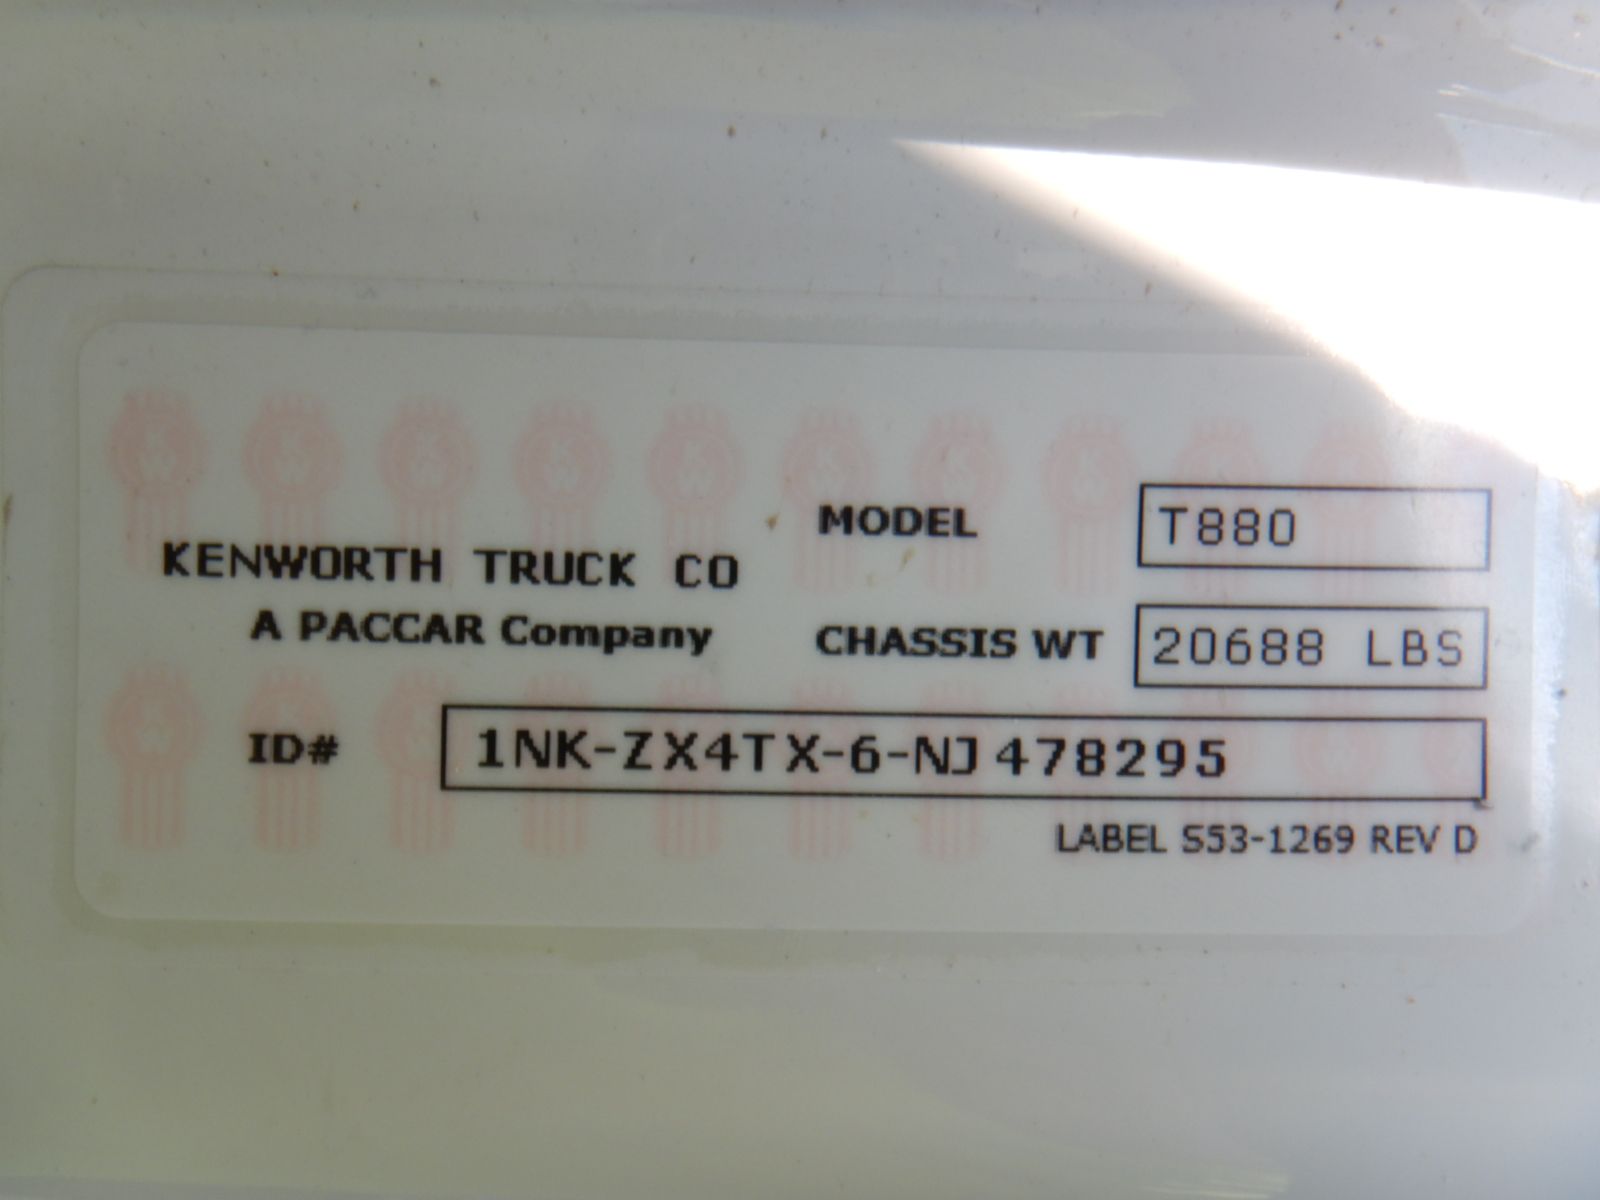 KENWORTH TRUCK CO
A PACCAR Company
MODEL T880
CHASSIS WT 20688 LBS
ID# 1NK-ZX4TX-6-NJ478295
LABEL S53-1269 REV D